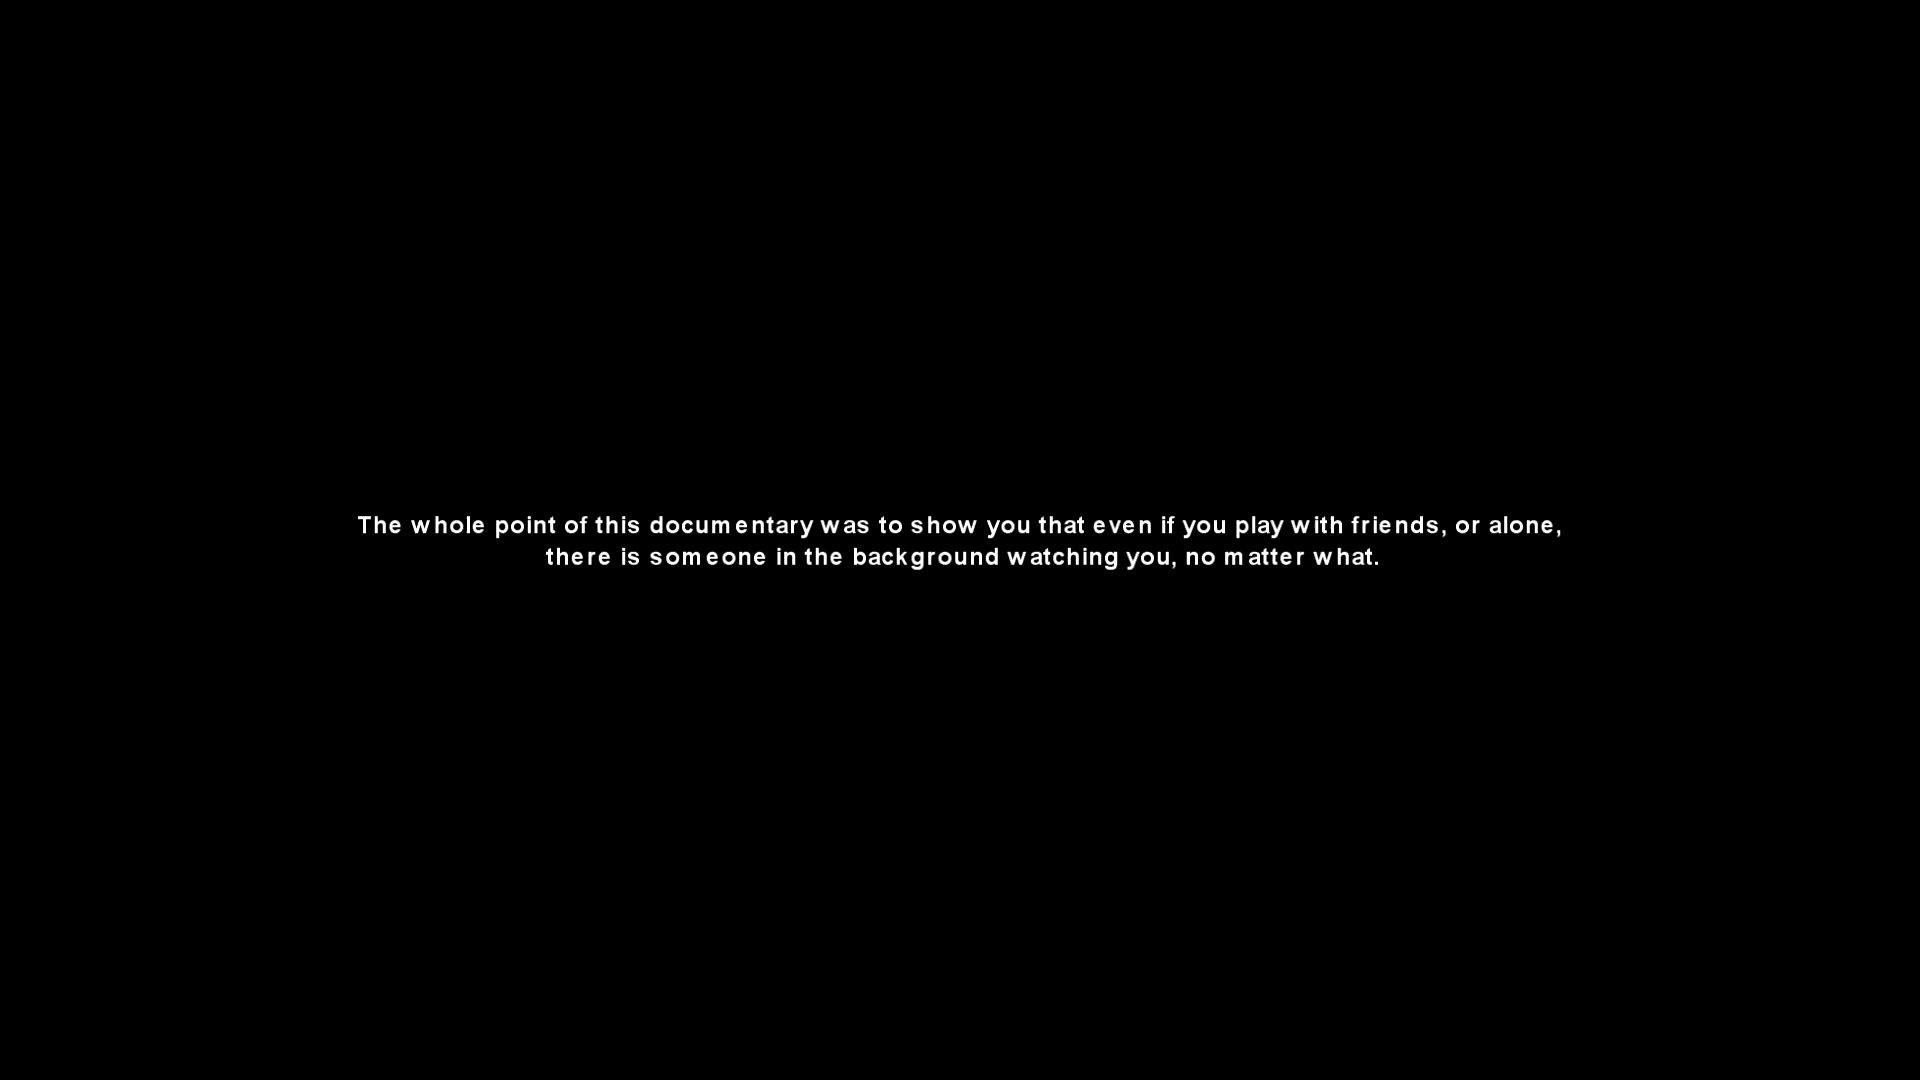 The whole point of this documentary was to show you that even if you play with friends, or alone,
there is someone in the background watching you, no matter what.